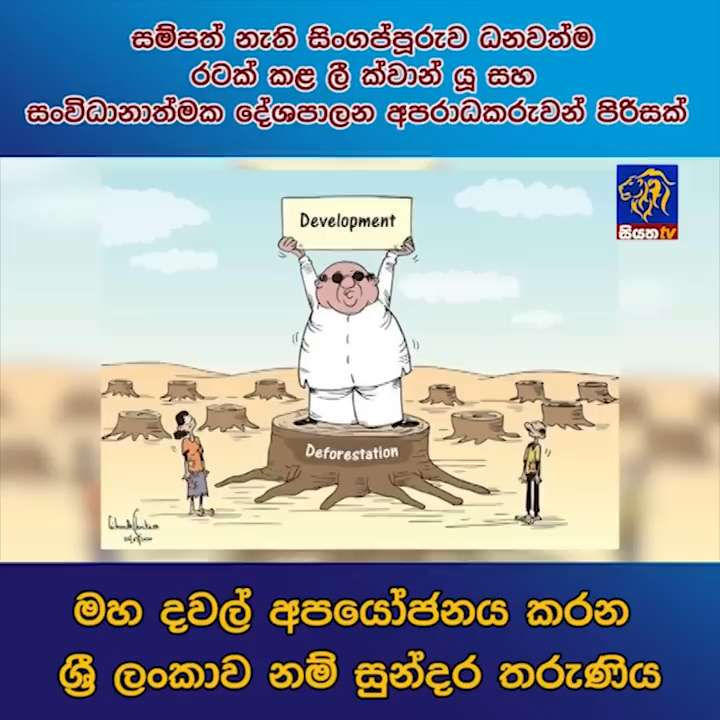 සම්පත් නැති සිංගප්පූරුව ධනවත්ම
රටක් කළ ලී ක්වාන් යූ සහ
සංවිධානාත්මක දේශපාලන අපරාධකරුවන් පිරිසක්
සියත tv
Development
Deforestation
මහ දවල් අපයෝජනය කරන
ශ්‍රී ලංකාව නම් සුන්දර තරුණිය